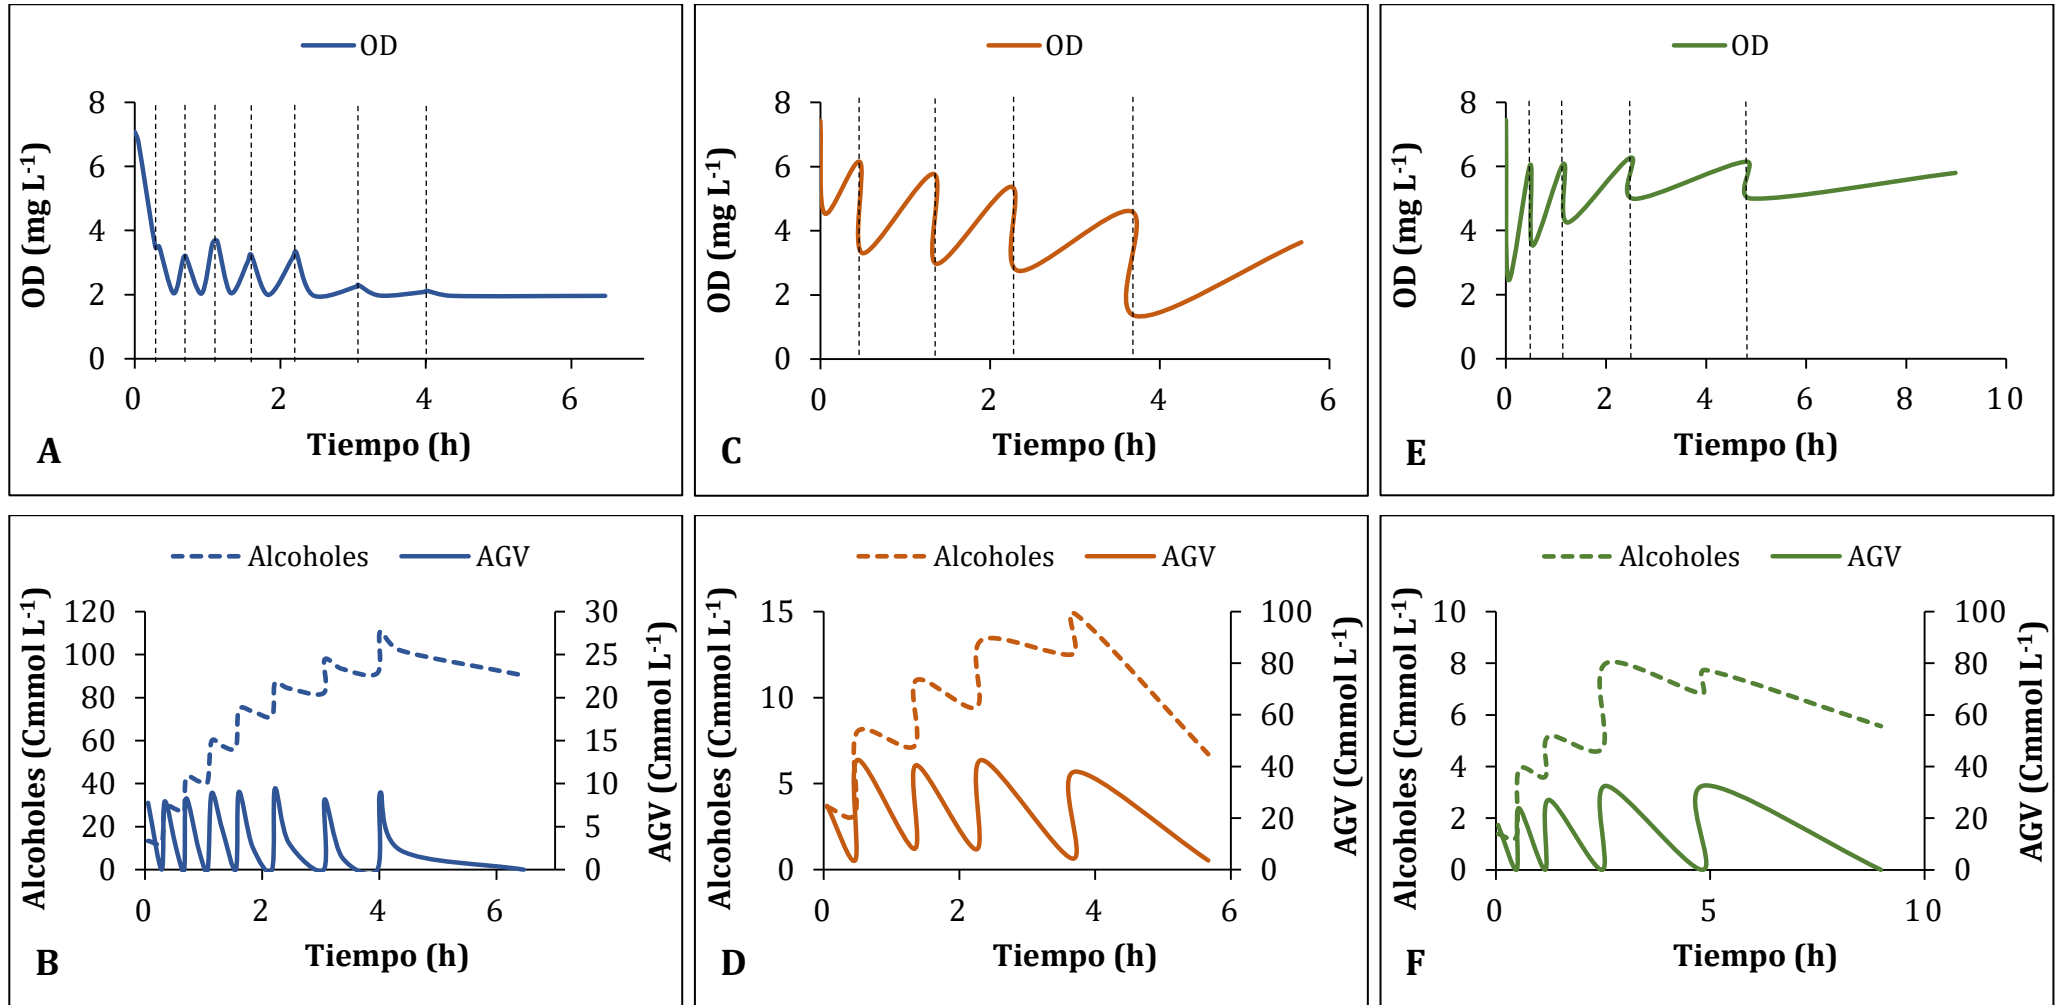 OD
OD (mg L-1)
8
6
4
2
0
0 2 4 6
Tiempo (h)
A
OD
OD (mg L-1)
8
6
4
2
0
0 2 4 6
Tiempo (h)
C
OD
OD (mg L-1)
8
6
4
2
0
0 2 4 6 8 10
Tiempo (h)
E
Alcoholes AGV
Alcoholes (Cmmol L-1)
120
100
80
60
40
20
0
30
25
20
15
10
5
0
AGV (Cmmol L-1)
0 2 4 6
Tiempo (h)
B
Alcoholes AGV
Alcoholes (Cmmol L-1)
15
10
5
0
100
80
60
40
20
0
AGV (Cmmol L-1)
0 2 4 6
Tiempo (h)
D
Alcoholes AGV
Alcoholes (Cmmol L-1)
10
8
6
4
2
0
100
80
60
40
20
0
AGV (Cmmol L-1)
0 5 10
Tiempo (h)
F